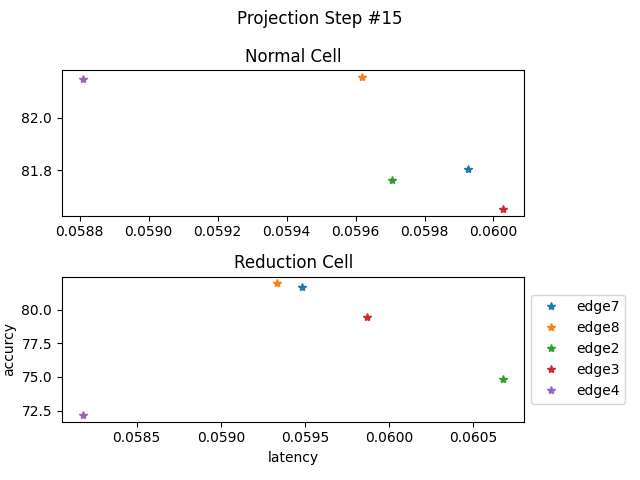 Projection Step #15
Normal Cell
82.0
81.8
0.0588 0.0590 0.0592 0.0594 0.0596 0.0598 0.0600
Reduction Cell
accurcy
80.0
77.5
75.0
72.5
0.0585 0.0590 0.0595 0.0600 0.0605
latency
edge7
edge8
edge2
edge3
edge4